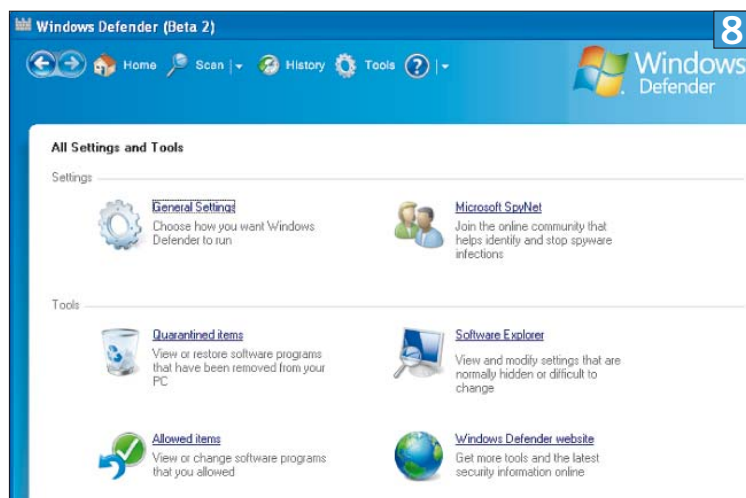 Windows Defender (Beta 2)
8
Home Scan History Tools ?
Windows
Defender
All Settings and Tools
Settings
General Settings
Choose how you want Windows
Defender to run
Microsoft SpyNet
Join the online community that
helps identify and stop spyware
infections
Tools
Quarantined items
View or restore software programs
that have been removed from your
PC
Software Explorer
View and modify settings that are
normally hidden or difficult to
change
Allowed items
View or change software programs
that you allowed
Windows Defender website
Get more tools and the latest
security information online